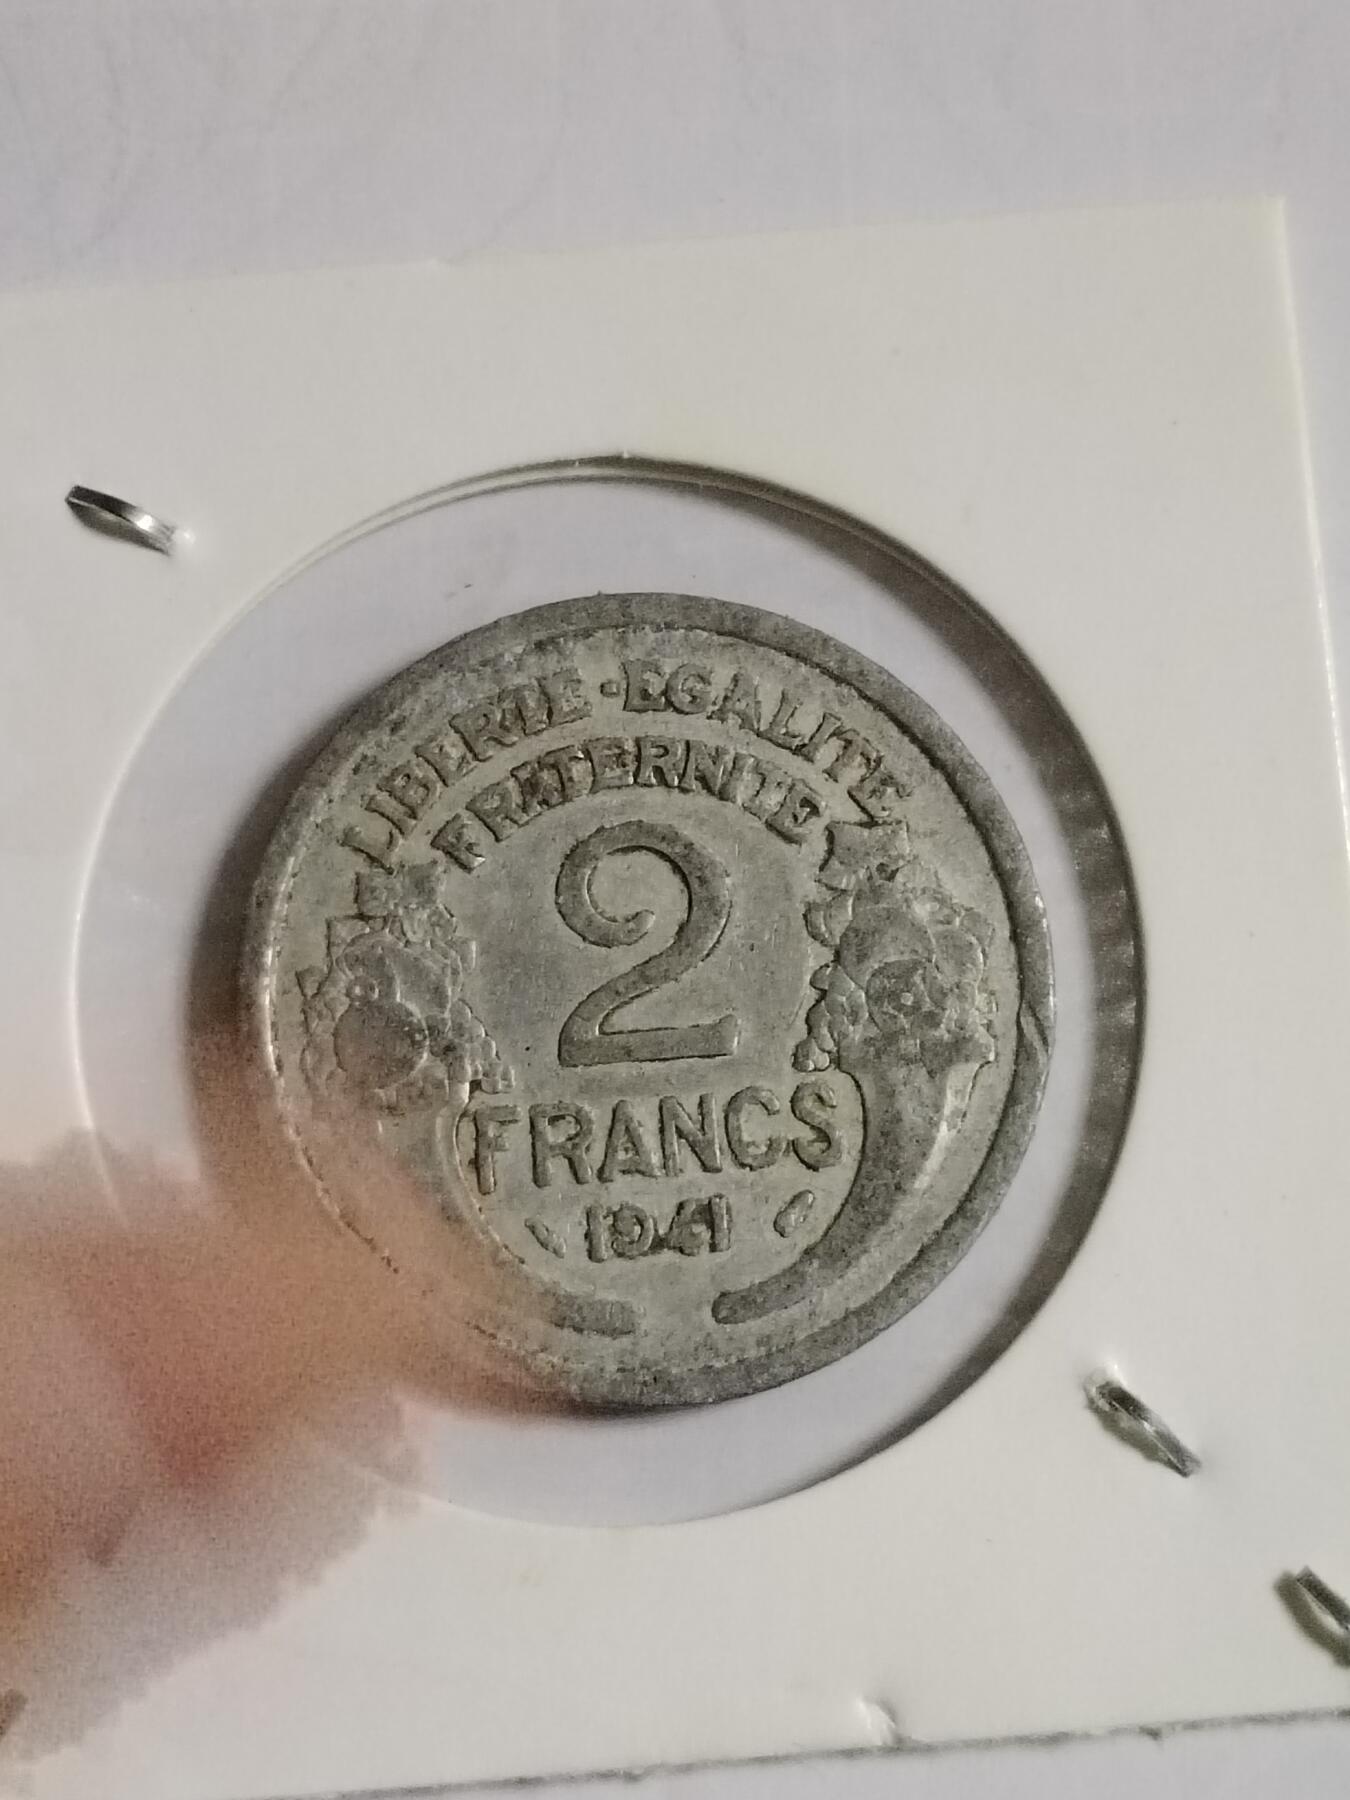 LIBERTE·EGALITE
FRATERNITE
2
FRANCS
1941